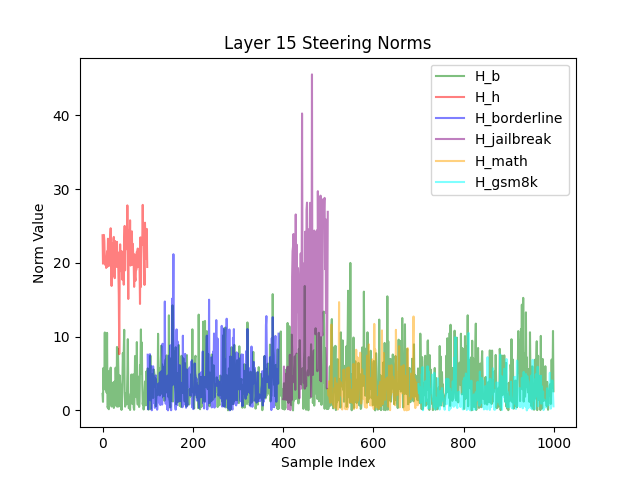 Layer 15 Steering Norms
H_b
H_h
H_borderline
H_jailbreak
H_math
H_gsm8k
Norm Value
40
30
20
10
0
0 200 400 600 800 1000
Sample Index